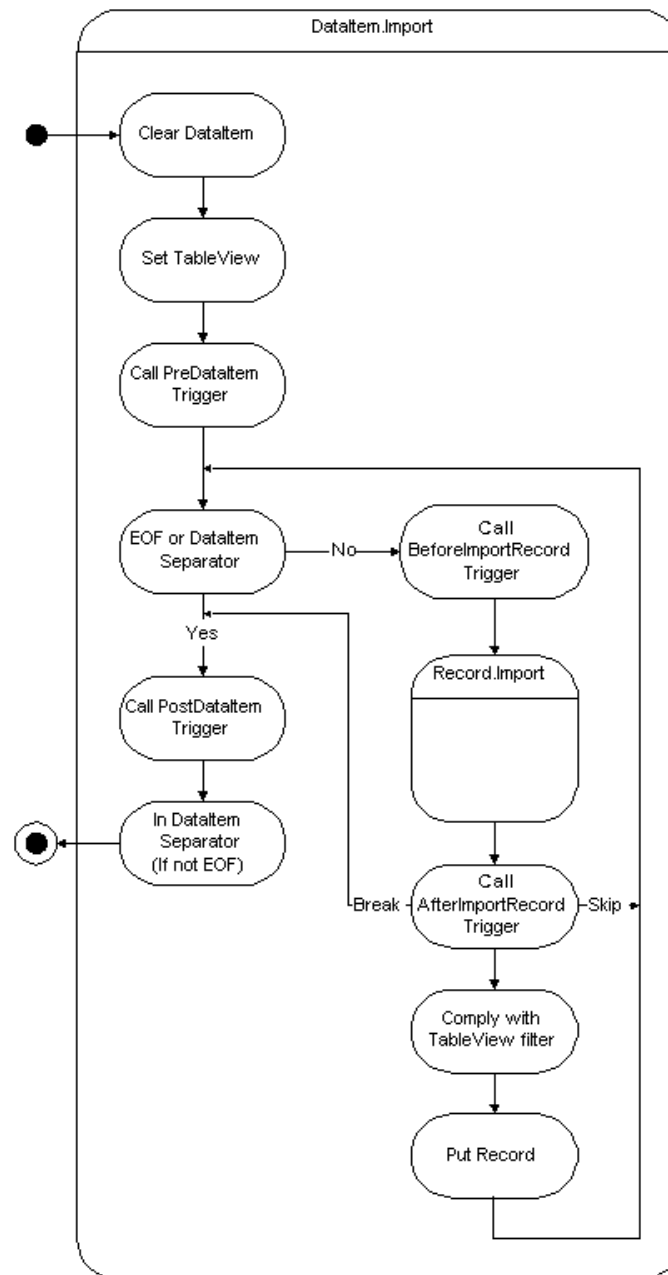 DataItem.Import
Clear DataItem
Set TableView
Call PreDataItem
Trigger
EOF or DataItem
Separator
No
Call
BeforeImportRecord
Trigger
Yes
Record.Import
Call PostDataItem
Trigger
In DataItem
Separator
(If not EOF)
Break
Call
AfterImportRecord
Trigger
Skip
Comply with
TableView filter
Put Record